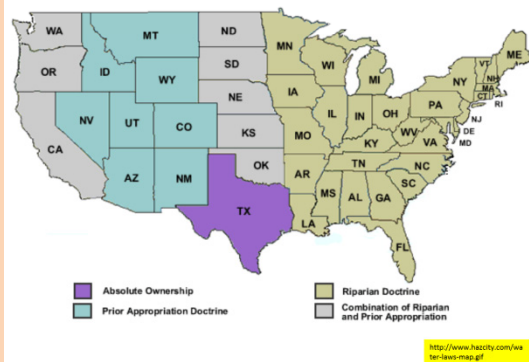 WA
MT
ND
MN
ME
OR
ID
WY
SD
WI
MI
NY
VT
NH
MA
CT
RI
NV
UT
CO
NE
IA
IL
IN
OH
PA
NJ
DE
MD
CA
KS
MO
KY
WV
VA
AZ
NM
OK
AR
TN
NC
SC
TX
LA
MS
AL
GA
FL
Absolute Ownership
Prior Appropriation Doctrine
Riparian Doctrine
Combination of Riparian
and Prior Appropriation
http://www.hazcity.com/wa
ter-laws-map.gif